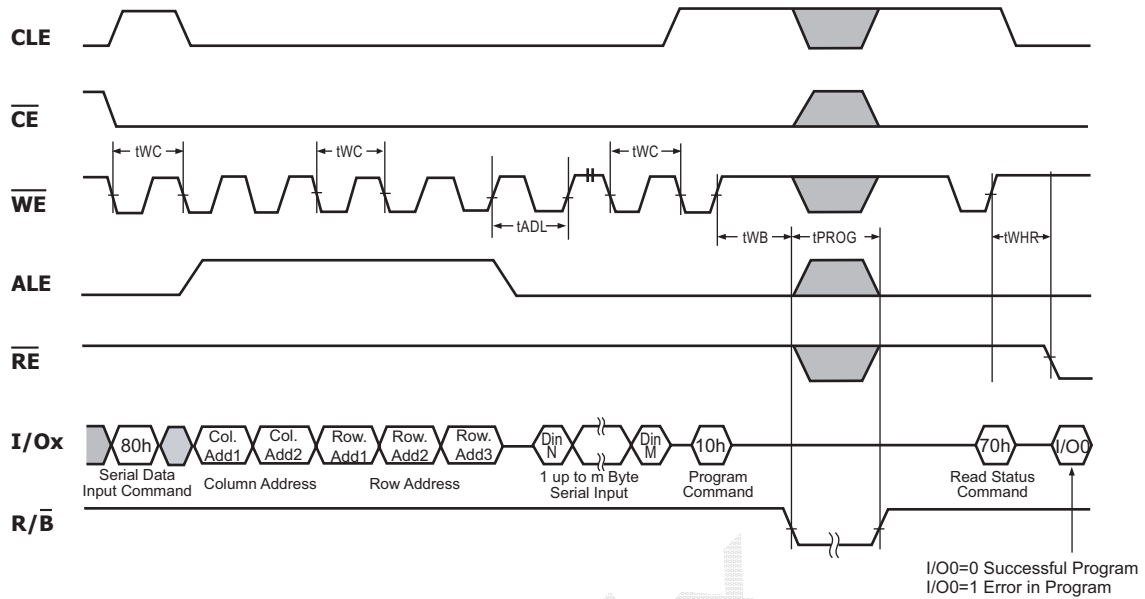 CLE
CE
tWC
tWC
tWC
WE
tADL
tWB
tPROG
tWHR
ALE
RE
I/Ox
80h
Col.
Add1
Col.
Add2
Row.
Add1
Row.
Add2
Row.
Add3
Din
N
Din
M
10h
70h
I/O0
Serial Data
Input Command
Column Address
Row Address
1 up to m Byte
Serial Input
Program
Command
Read Status
Command
R/B
I/O0=0 Successful Program
I/O0=1 Error in Program